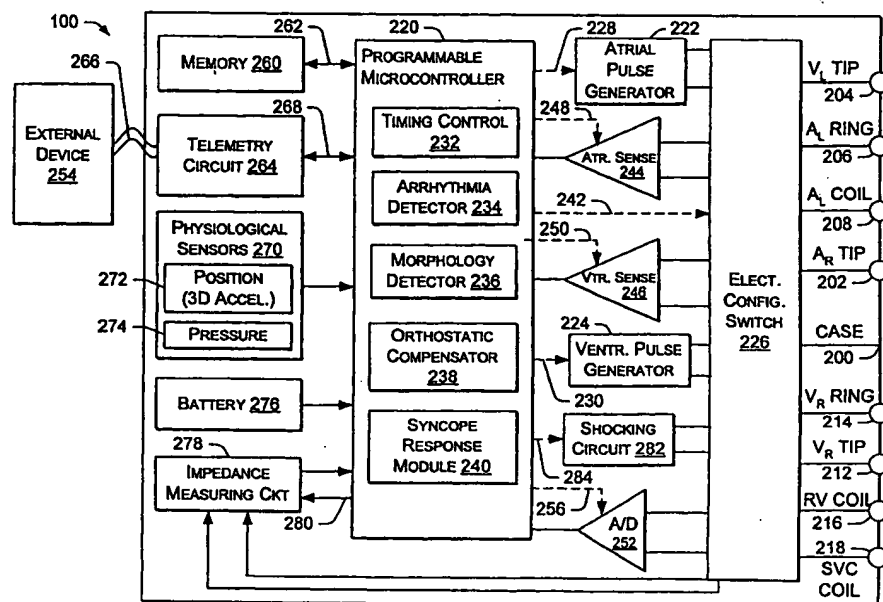 100
266
EXTERNAL
DEVICE
254
262
MEMORY 260
268
TELEMETRY
CIRCUIT 264
PHYSIOLOGICAL
SENSORS 270
272
POSITION
(3D ACCEL.)
274
PRESSURE
BATTERY 276
278
IMPEDANCE
MEASURING CKT
280
220
PROGRAMMABLE
MICROCONTROLLER
TIMING CONTROL
232
ARRHYTHMIA
DETECTOR 234
MORPHOLOGY
DETECTOR 236
ORTHOSTATIC
COMPENSATOR
238
SYNCOPE
RESPONSE
MODULE 240
228
222
ATRIAL
PULSE
GENERATOR
248
ATR. SENSE
244
242
250
VTR. SENSE
246
224
VENTR. PULSE
GENERATOR
230
SHOCKING
CIRCUIT 282
284
256
A/D
252
ELECT.
CONFIG.
SWITCH
226
VL TIP
204
AL RING
206
AL COIL
208
AR TIP
202
CASE
200
VR RING
214
VR TIP
212
RV COIL
216
218
SVC
COIL